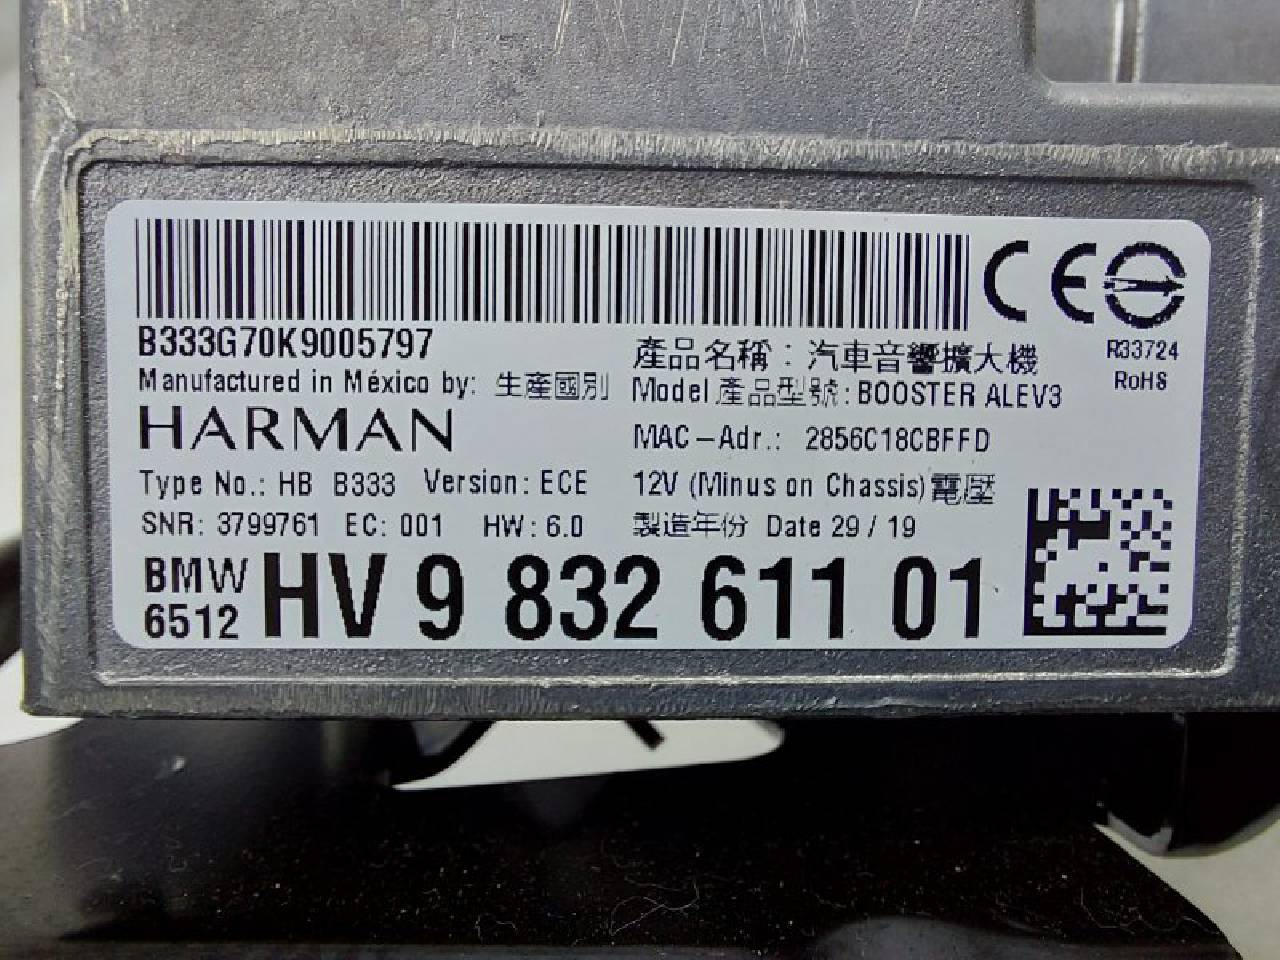 B333G70K9005797
Manufactured in México by: 生產國別
HARMAN
Type No.: HB B333 Version: ECE
SNR: 3799761 EC: 001 HW: 6.0
產品名稱：汽車音響擴大機
Model 產品型號: BOOSTER ALEV3
MAC-Adr.: 2856C18CBFFD
12V (Minus on Chassis) 電壓
製造年份 Date 29 / 19
CE
R33724
RoHS
BMW
6512
HV 9 832 611 01